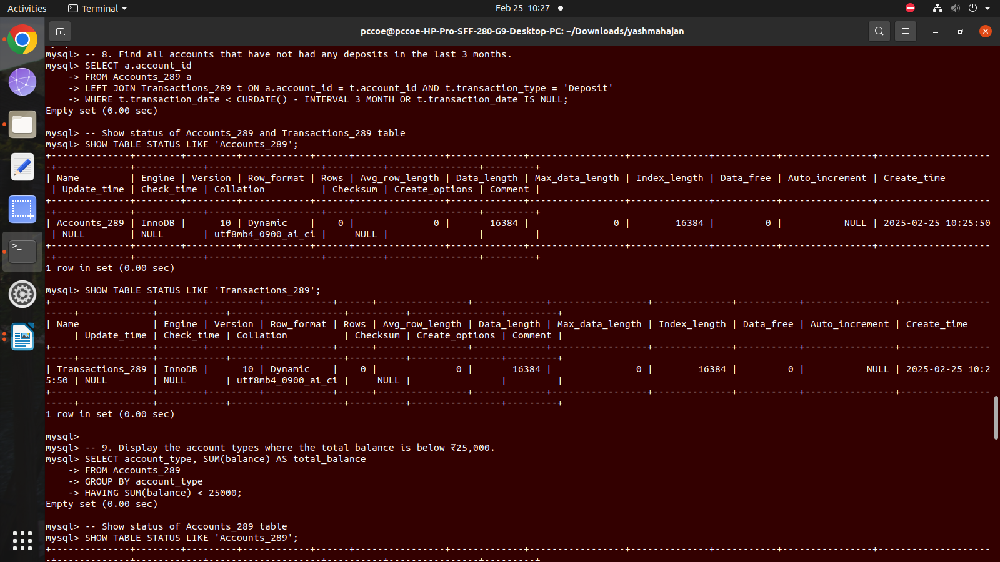 Activities
Terminal
Feb 25 10:27
pccoe@pccoe-HP-Pro-SFF-280-G9-Desktop-PC: ~/Downloads/yashmahajan
mysql> -- 8. Find all accounts that have not had any deposits in the last 3 months.
mysql> SELECT a.account_id
    -> FROM Accounts_289 a
    -> LEFT JOIN Transactions_289 t ON a.account_id = t.account_id AND t.transaction_type = 'Deposit'
    -> WHERE t.transaction_date < CURDATE() - INTERVAL 3 MONTH OR t.transaction_date IS NULL;
Empty set (0.00 sec)
mysql> -- Show status of Accounts_289 and Transactions_289 table
mysql> SHOW TABLE STATUS LIKE 'Accounts_289';
| Name         | Engine | Version | Row_format | Rows | Avg_row_length | Data_length | Max_data_length | Index_length | Data_free | Auto_increment | Create_time
 | Update_time | Check_time | Collation          | Checksum | Create_options | Comment |
| Accounts_289 | InnoDB |      10 | Dynamic    |    0 |              0 |       16384 |               0 |        16384 |         0 |           NULL | 2025-02-25 10:25:50
 | NULL        | NULL       | utf8mb4_0900_ai_ci |     NULL |                |         |
1 row in set (0.00 sec)
mysql> SHOW TABLE STATUS LIKE 'Transactions_289';
| Name             | Engine | Version | Row_format | Rows | Avg_row_length | Data_length | Max_data_length | Index_length | Data_free | Auto_increment | Create_time
     | Update_time | Check_time | Collation          | Checksum | Create_options | Comment |
| Transactions_289 | InnoDB |      10 | Dynamic    |    0 |              0 |       16384 |               0 |        16384 |         0 |           NULL | 2025-02-25 10:2
5:50 | NULL        | NULL       | utf8mb4_0900_ai_ci |     NULL |                |         |
1 row in set (0.00 sec)
mysql>
mysql> -- 9. Display the account types where the total balance is below ₹25,000.
mysql> SELECT account_type, SUM(balance) AS total_balance
    -> FROM Accounts_289
    -> GROUP BY account_type
    -> HAVING SUM(balance) < 25000;
Empty set (0.00 sec)
mysql> -- Show status of Accounts_289 table
mysql> SHOW TABLE STATUS LIKE 'Accounts_289';